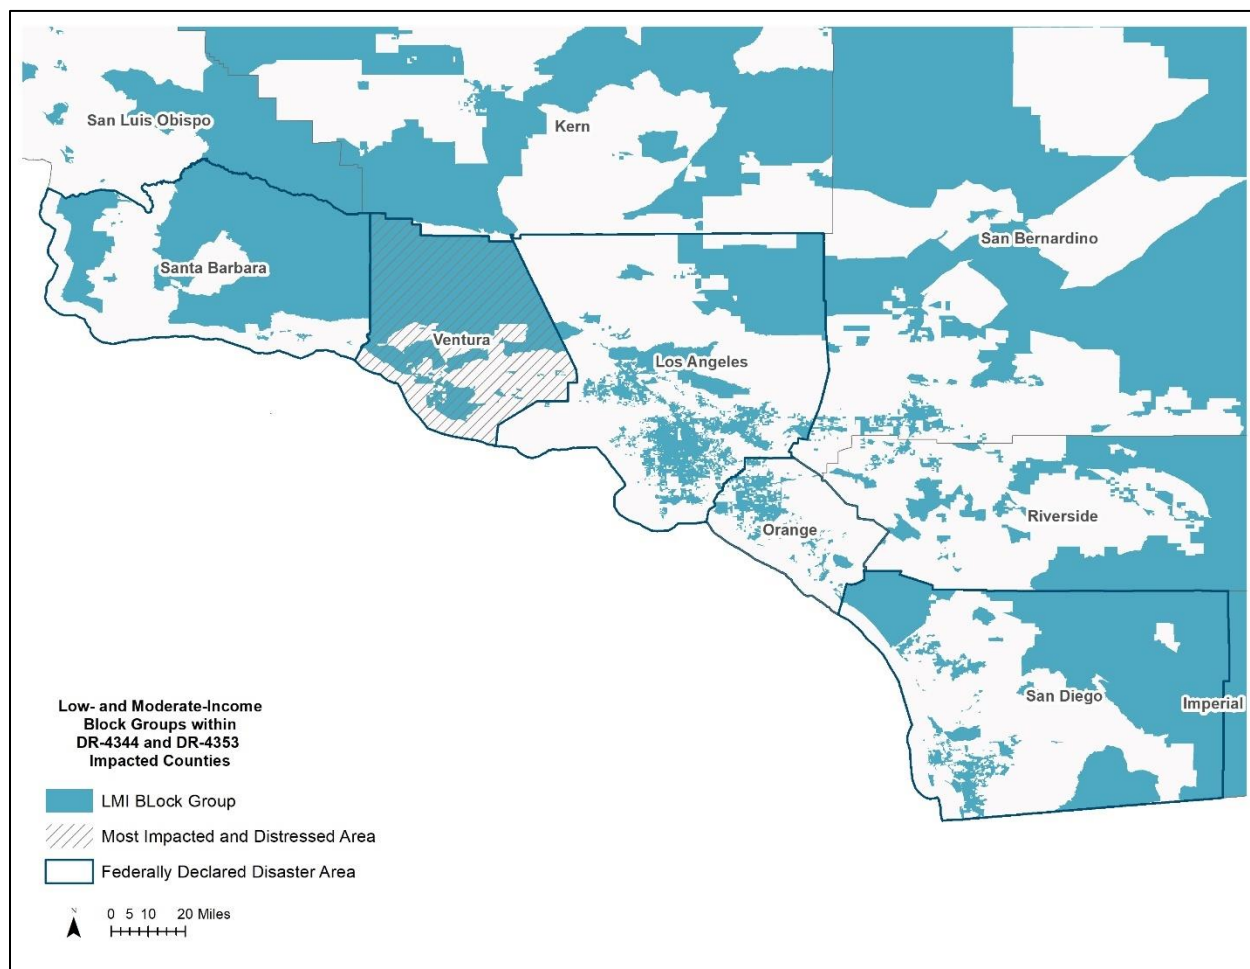 San Luis Obispo
Kern
San Bernardino
Santa Barbara
Ventura
Los Angeles
Riverside
Orange
San Diego
Imperial
Low- and Moderate-Income
Block Groups within
DR-4344 and DR-4353
Impacted Counties
LMI BLock Group
Most Impacted and Distressed Area
Federally Declared Disaster Area
N
0 5 10 20 Miles